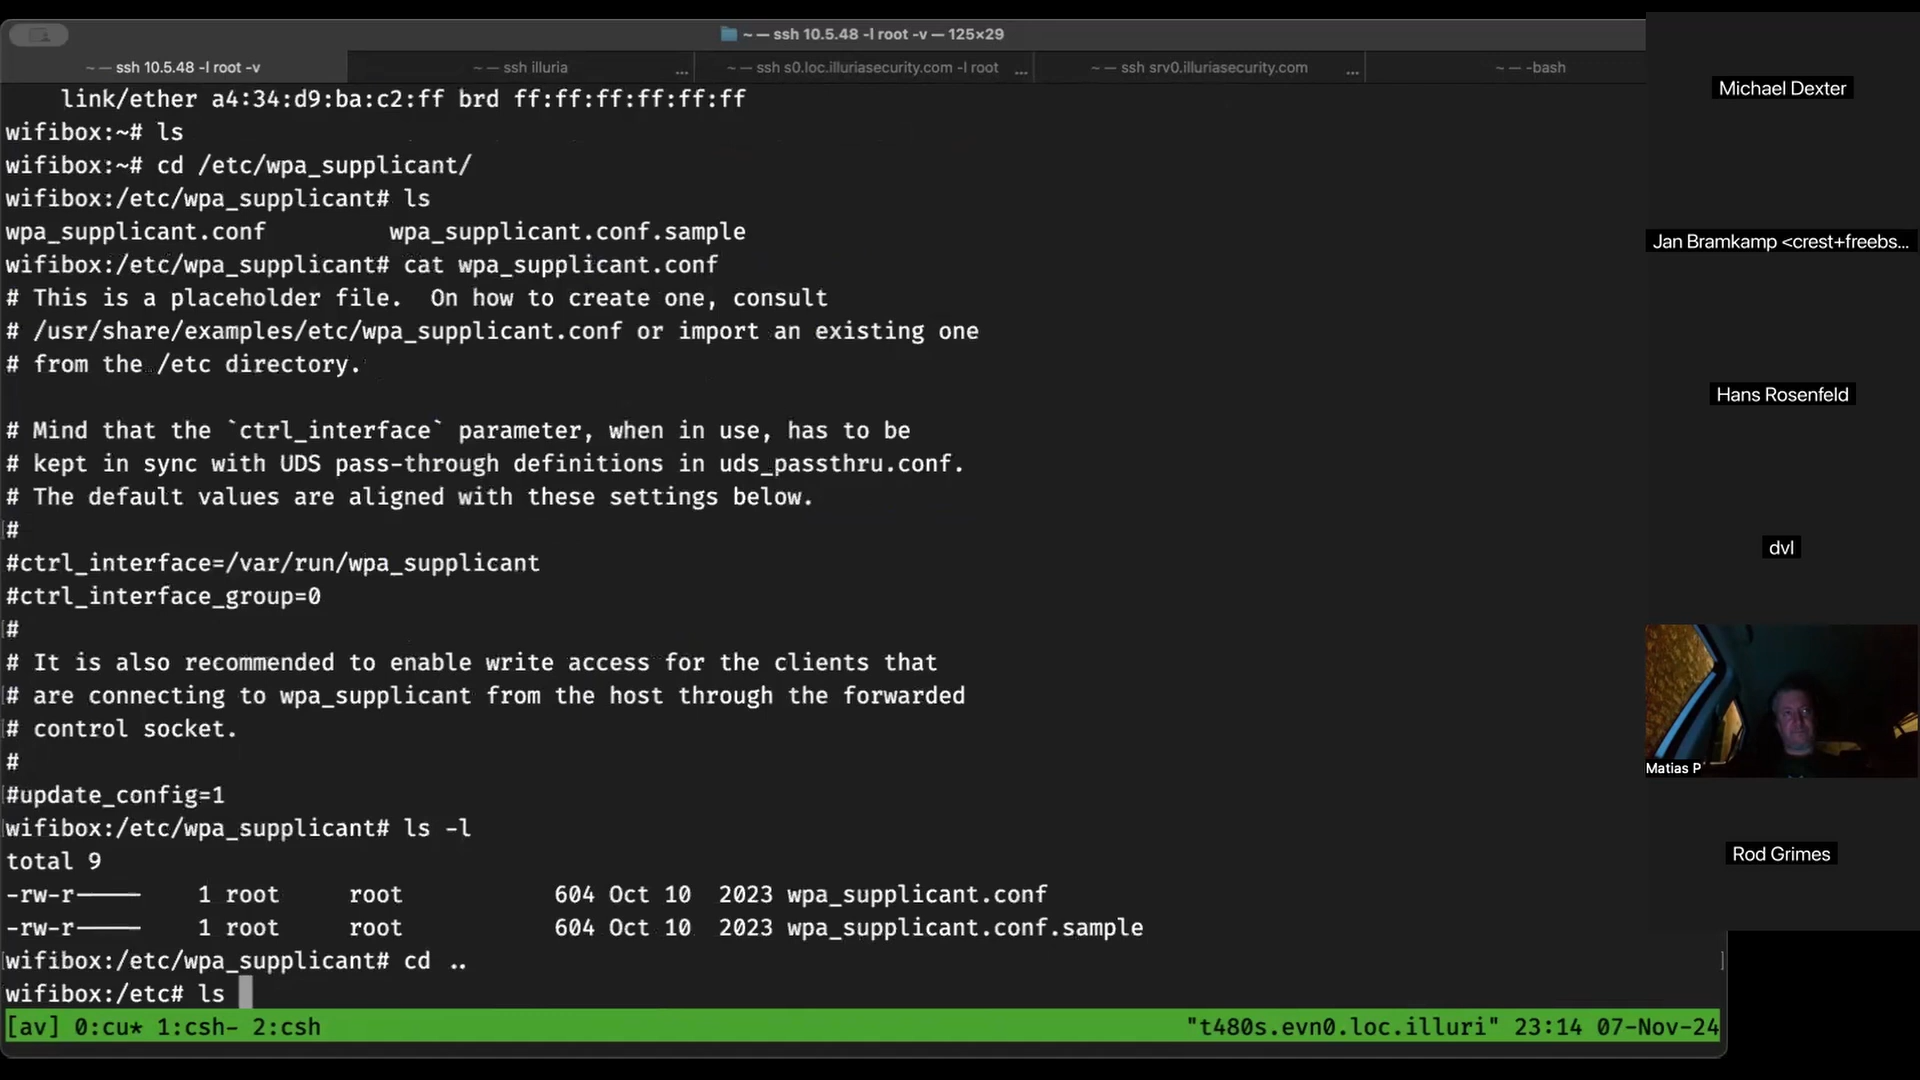 ~ — ssh 10.5.48 -l root -v — 125×29
~ — ssh 10.5.48 -l root -v
~ — ssh illuria ...
~ — ssh s0.loc.illuriasecurity.com -l root ...
~ — ssh srv0.illuriasecurity.com ...
~ — -bash
link/ether a4:34:d9:ba:c2:ff brd ff:ff:ff:ff:ff:ff
wifibox:~# ls
wifibox:~# cd /etc/wpa_supplicant/
wifibox:/etc/wpa_supplicant# ls
wpa_supplicant.conf wpa_supplicant.conf.sample
wifibox:/etc/wpa_supplicant# cat wpa_supplicant.conf
# This is a placeholder file.  On how to create one, consult
# /usr/share/examples/etc/wpa_supplicant.conf or import an existing one
# from the /etc directory.
# Mind that the `ctrl_interface` parameter, when in use, has to be
# kept in sync with UDS pass-through definitions in uds_passthru.conf.
# The default values are aligned with these settings below.
#
#ctrl_interface=/var/run/wpa_supplicant
#ctrl_interface_group=0
#
# It is also recommended to enable write access for the clients that
# are connecting to wpa_supplicant from the host through the forwarded
# control socket.
#
#update_config=1
wifibox:/etc/wpa_supplicant# ls -l
total 9
-rw-r----- 1 root root 604 Oct 10 2023 wpa_supplicant.conf
-rw-r----- 1 root root 604 Oct 10 2023 wpa_supplicant.conf.sample
wifibox:/etc/wpa_supplicant# cd ..
wifibox:/etc# ls
[av] 0:cu* 1:csh- 2:csh "t480s.evn0.loc.illuri" 23:14 07-Nov-24
Michael Dexter
Jan Bramkamp <crest+freebs...
Hans Rosenfeld
dvl
Matias P
Rod Grimes